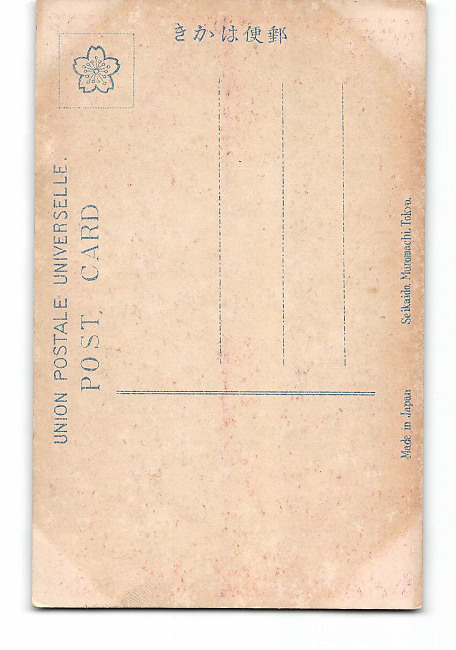 郵便はかき
UNION POSTALE UNIVERSELLE.
POST CARD
Made in Japan
Seikaido, Muromachi, Tokyo.